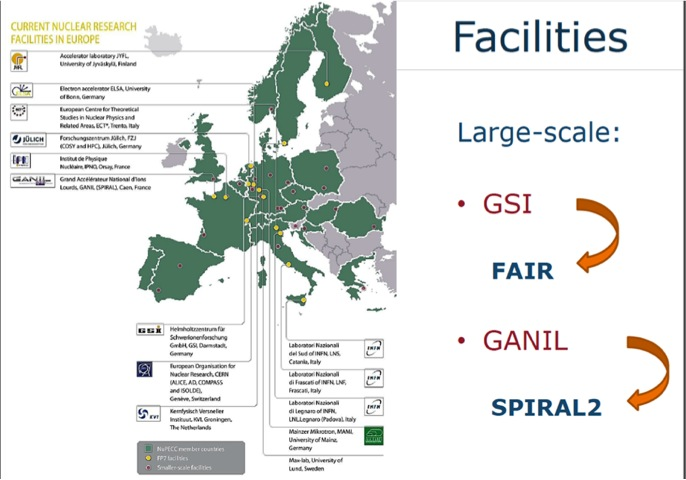 CURRENT NUCLEAR RESEARCH
FACILITIES IN EUROPE
Accelerator laboratory JYFL,
University of Jyväskylä, Finland
Electron accelerator ELSA, University
of Bonn, Germany
European Centre for Theoretical
Studies in Nuclear Physics and
Related Areas, ECT*, Trento, Italy
JÜLICH
Forschungszentrum Jülich, FZJ
(COSY and HPC), Jülich, Germany
Institut de Physique
Nucléaire, IPNO, Orsay, France
Grand Accélérateur National d'Ions
Lourds, GANIL (SPIRAL), Caen, France
GSI
Helmholtzzentrum für
Schwerionenforschung
GmbH, GSI, Darmstadt,
Germany
European Organisation for
Nuclear Research, CERN
(ALICE, AD, COMPASS
and ISOLDE),
Genève, Switzerland
KVI
Kernfysisch Versneller
Instituut, KVI, Groningen,
The Netherlands
Laboratori Nazionali
del Sud of INFN, LNS,
Catania, Italy
INFN
Laboratori Nazionali
di Frascati of INFN, LNF,
Frascati, Italy
INFN
Laboratori Nazionali
di Legnaro of INFN,
LNL, Legnaro (Padova), Italy
INFN
Mainzer Mikrotron, MAMI,
University of Mainz,
Germany
Max-lab, University of
Lund, Sweden
NuPECC member countries
FP7 facilities
Smaller-scale facilities
Facilities
Large-scale:
• GSI
FAIR
• GANIL
SPIRAL2